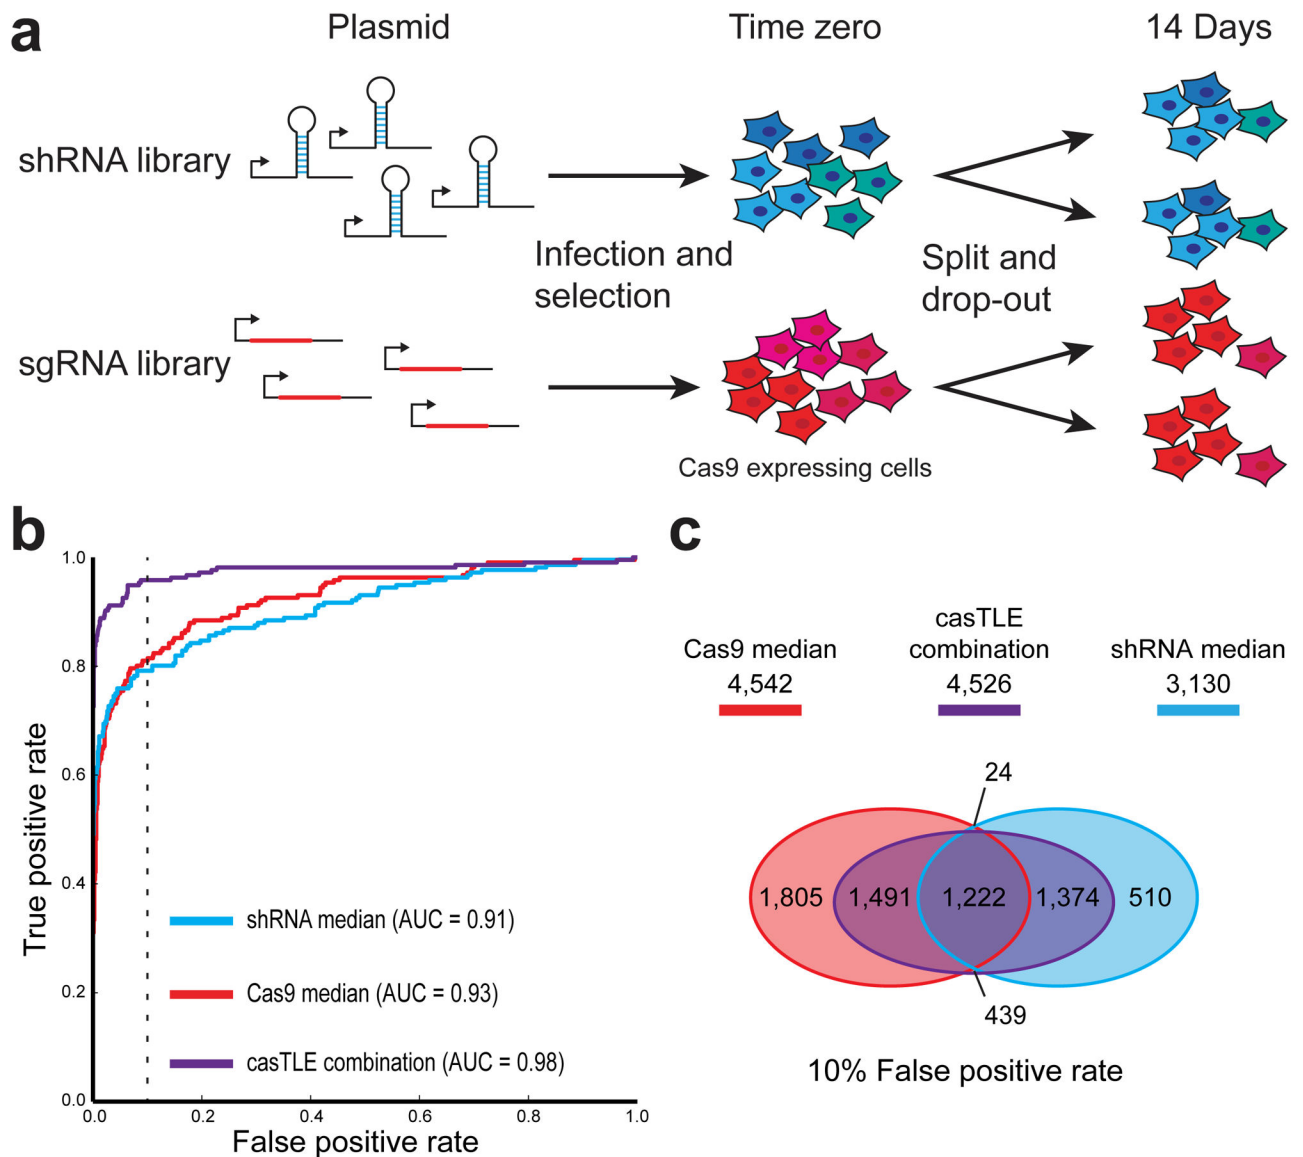 a
Plasmid
Time zero
14 Days
shRNA library
Infection and
selection
Split and
drop-out
sgRNA library
Cas9 expressing cells
b
1.0
0.8
0.6
0.4
0.2
0.0
True positive rate
shRNA median (AUC = 0.91)
Cas9 median (AUC = 0.93)
casTLE combination (AUC = 0.98)
0.0 0.2 0.4 0.6 0.8 1.0
False positive rate
c
Cas9 median
4,542
casTLE
combination
4,526
shRNA median
3,130
24
1,805 1,491 1,222 1,374 510
439
10% False positive rate